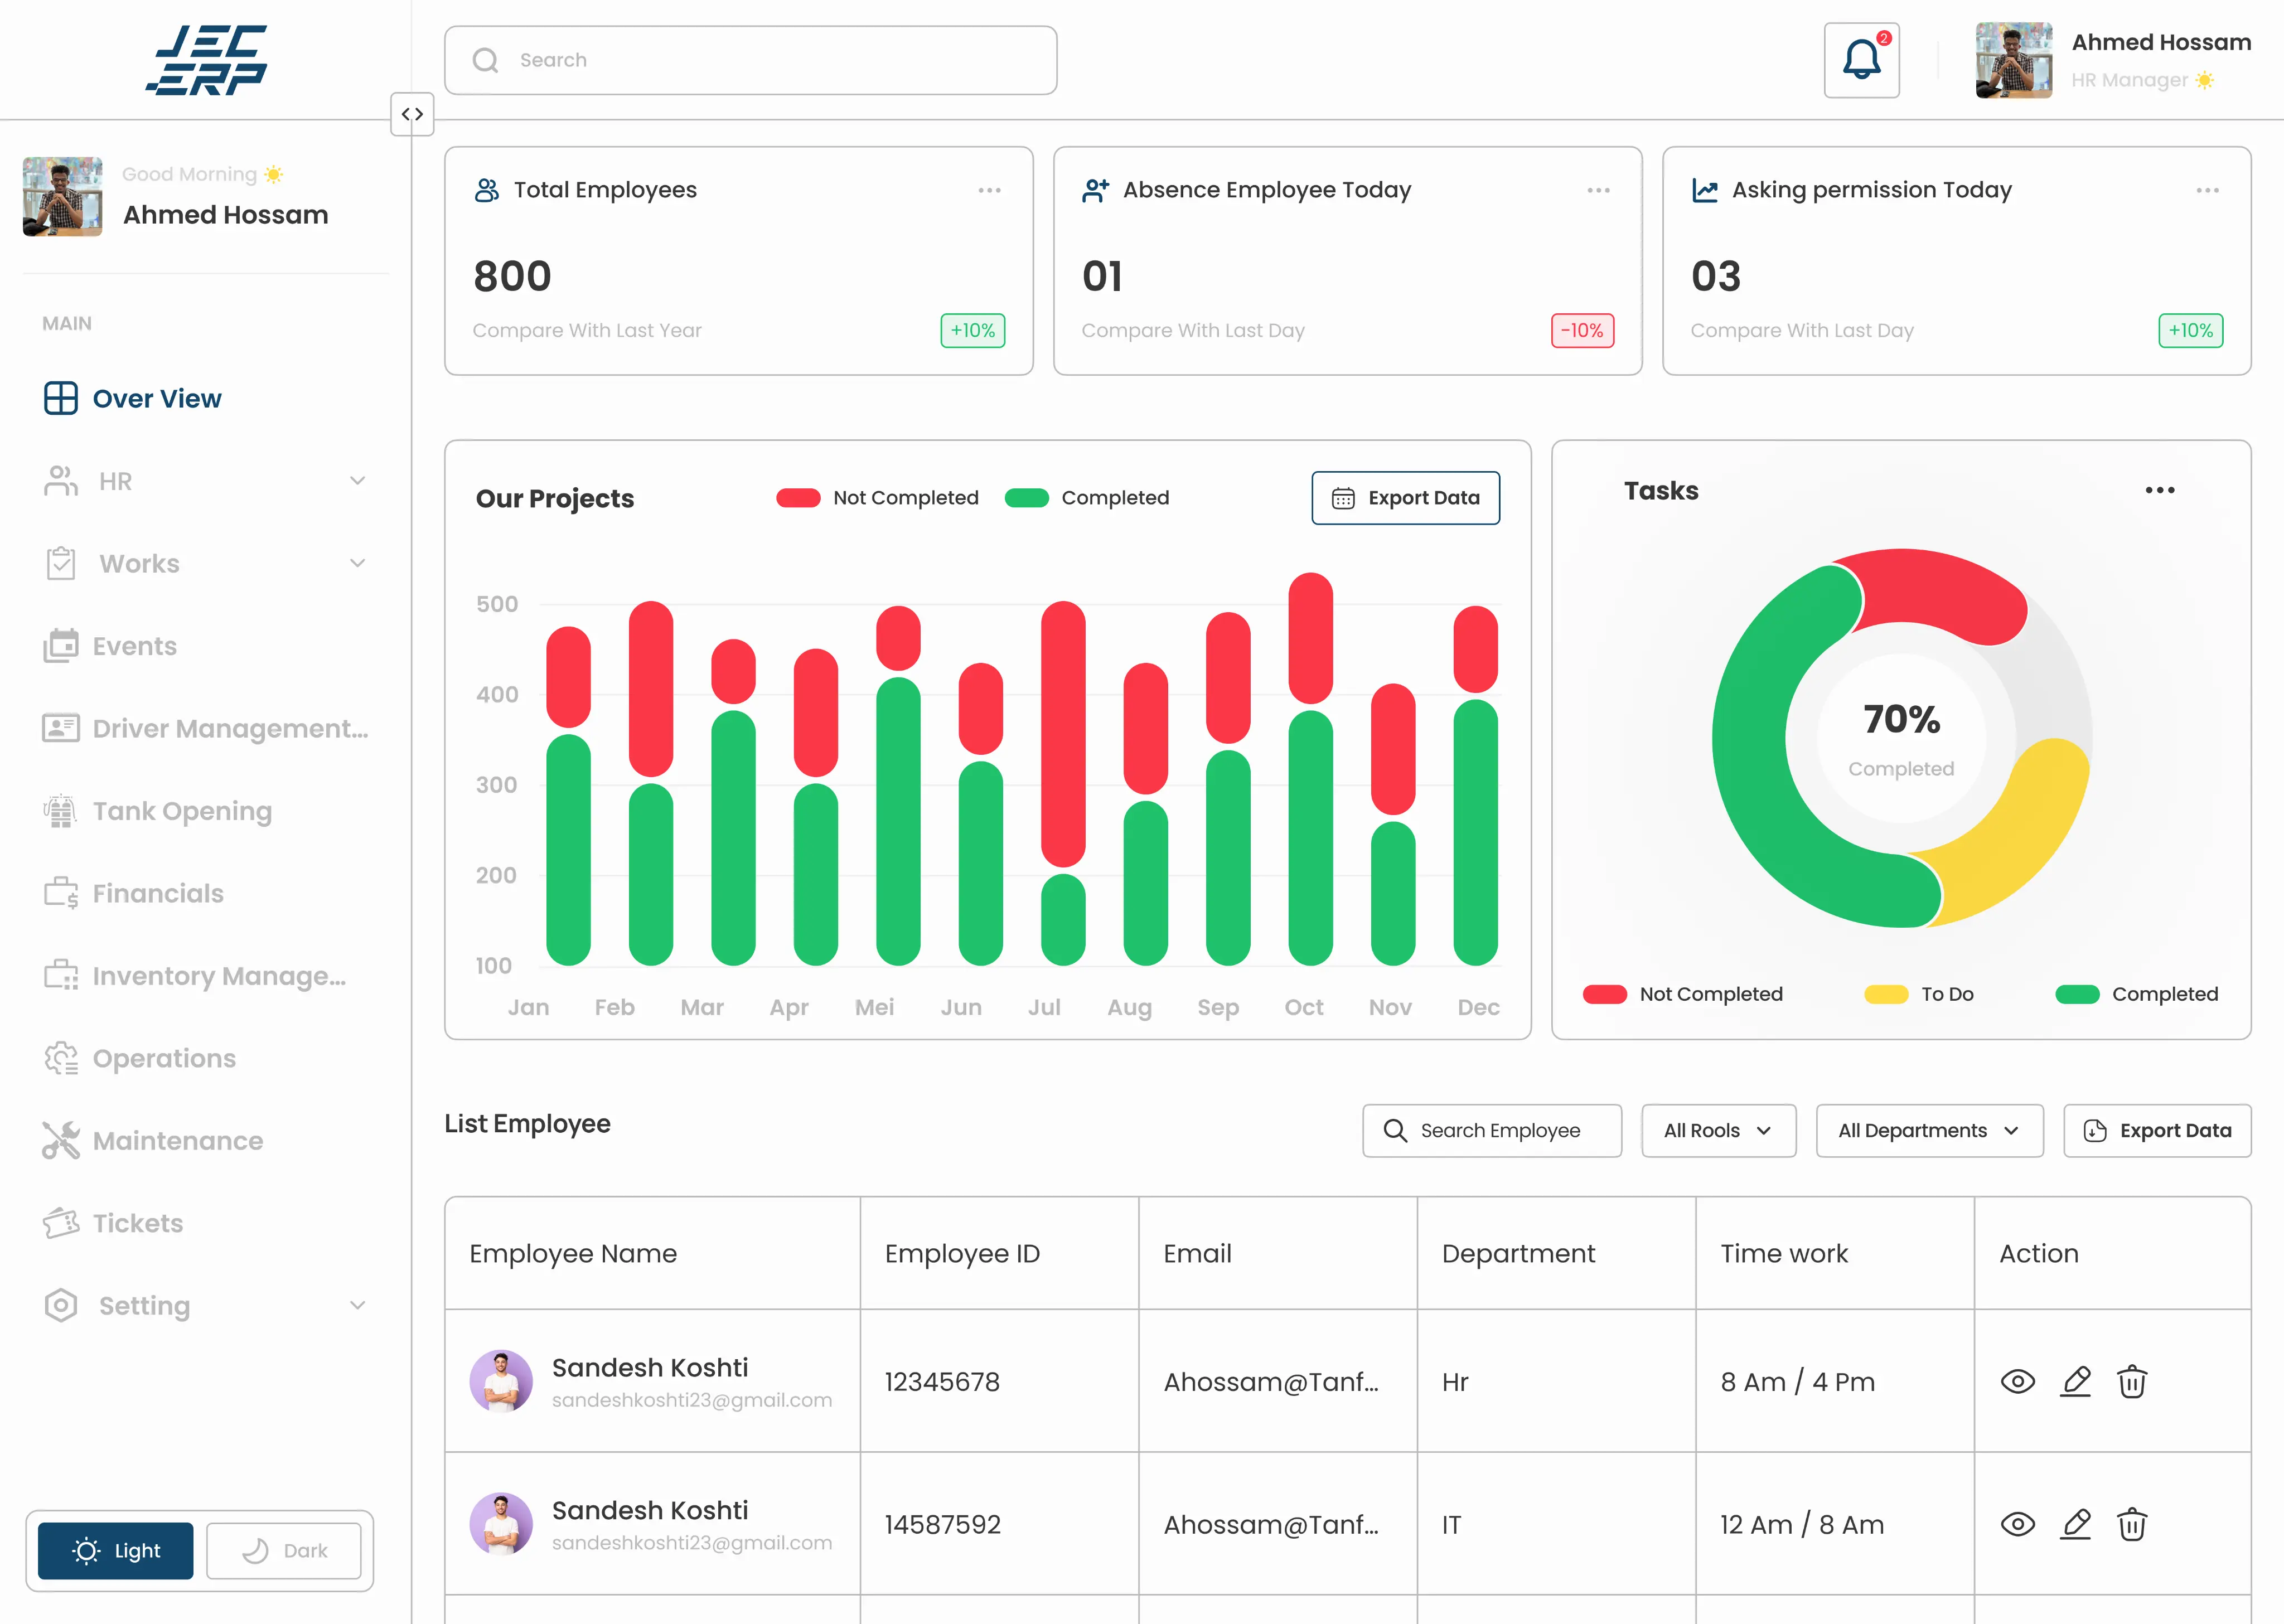 JEC
ERP
Search
2
Ahmed Hossam
HR Manager
Good Morning
Ahmed Hossam
MAIN
Over View
HR
Works
Events
Driver Management...
Tank Opening
Financials
Inventory Manage...
Operations
Maintenance
Tickets
Setting
Light
Dark
Total Employees
800
Compare With Last Year
+10%
Absence Employee Today
01
Compare With Last Day
-10%
Asking permission Today
03
Compare With Last Day
+10%
Our Projects
Not Completed
Completed
Export Data
500
400
300
200
100
Jan Feb Mar Apr Mei Jun Jul Aug Sep Oct Nov Dec
Tasks
70%
Completed
Not Completed
To Do
Completed
List Employee
Search Employee
All Rools
All Departments
Export Data
Employee Name Employee ID Email Department Time work Action
Sandesh Koshti
sandeshkoshti23@gmail.com
12345678 Ahossam@Tanf... Hr 8 Am / 4 Pm
Sandesh Koshti
sandeshkoshti23@gmail.com
14587592 Ahossam@Tanf... IT 12 Am / 8 Am